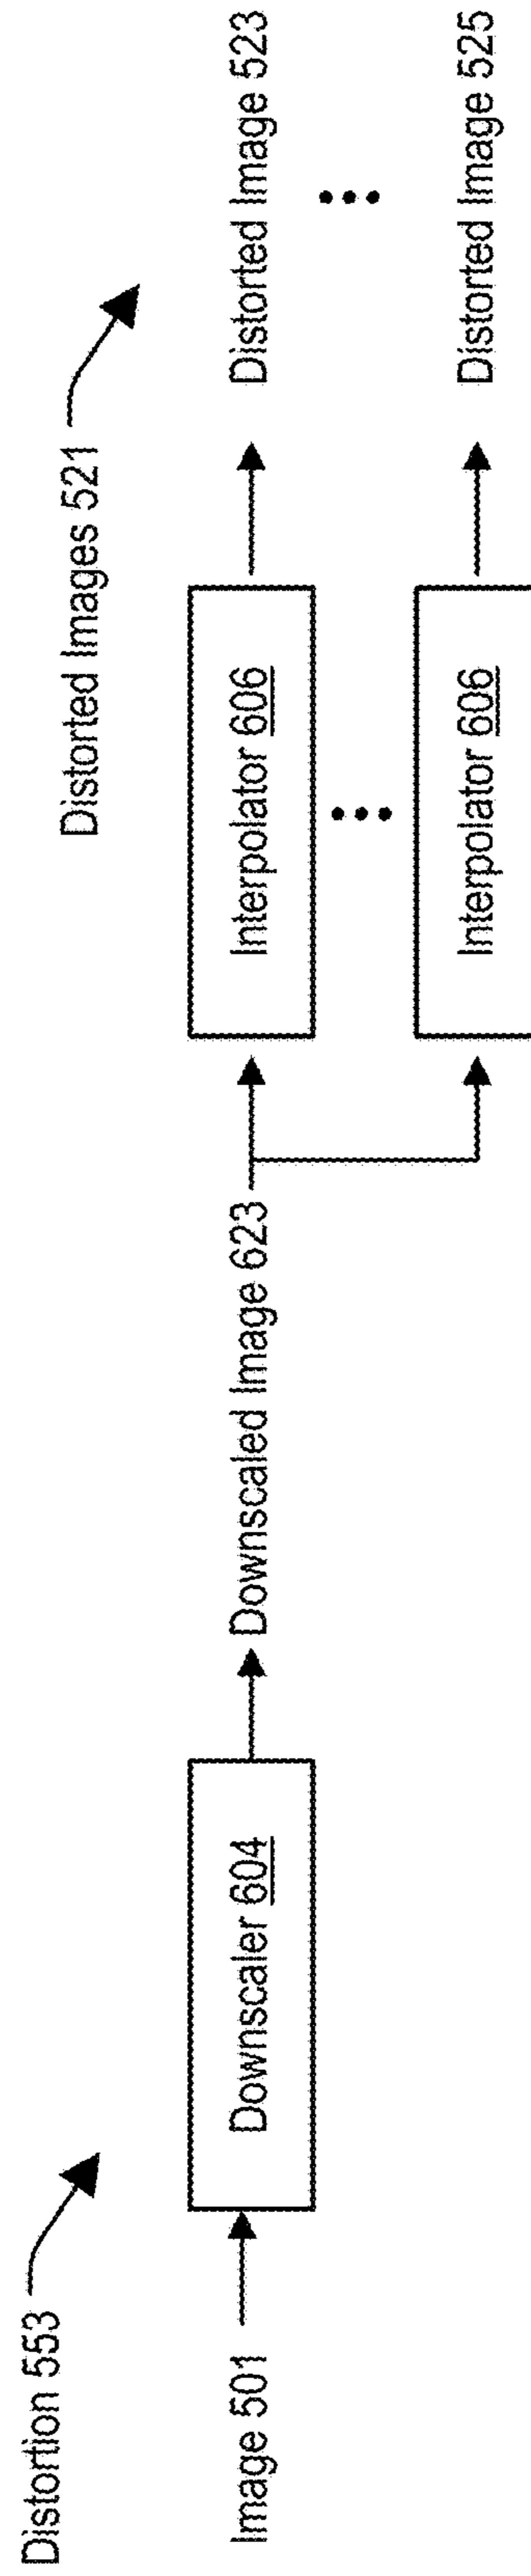 Distortion 553
Distorted Images 521
Image 501
Downscaler 604
Downscaled Image 623
Interpolator 606
Distorted Image 523
Interpolator 606
Distorted Image 525